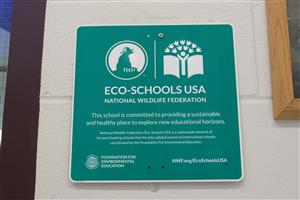 ECO-SCHOOLS USA
NATIONAL WILDLIFE FEDERATION
This school is committed to providing a sustainable
and healthy place to explore new educational horizons.
National Wildlife Federation Eco-Schools USA is a nationwide network of
forward-looking schools that fits into a global system of international schools
coordinated by the Foundation For Environmental Education.
FOUNDATION FOR
ENVIRONMENTAL
EDUCATION
NWF.org/EcoSchoolsUSA